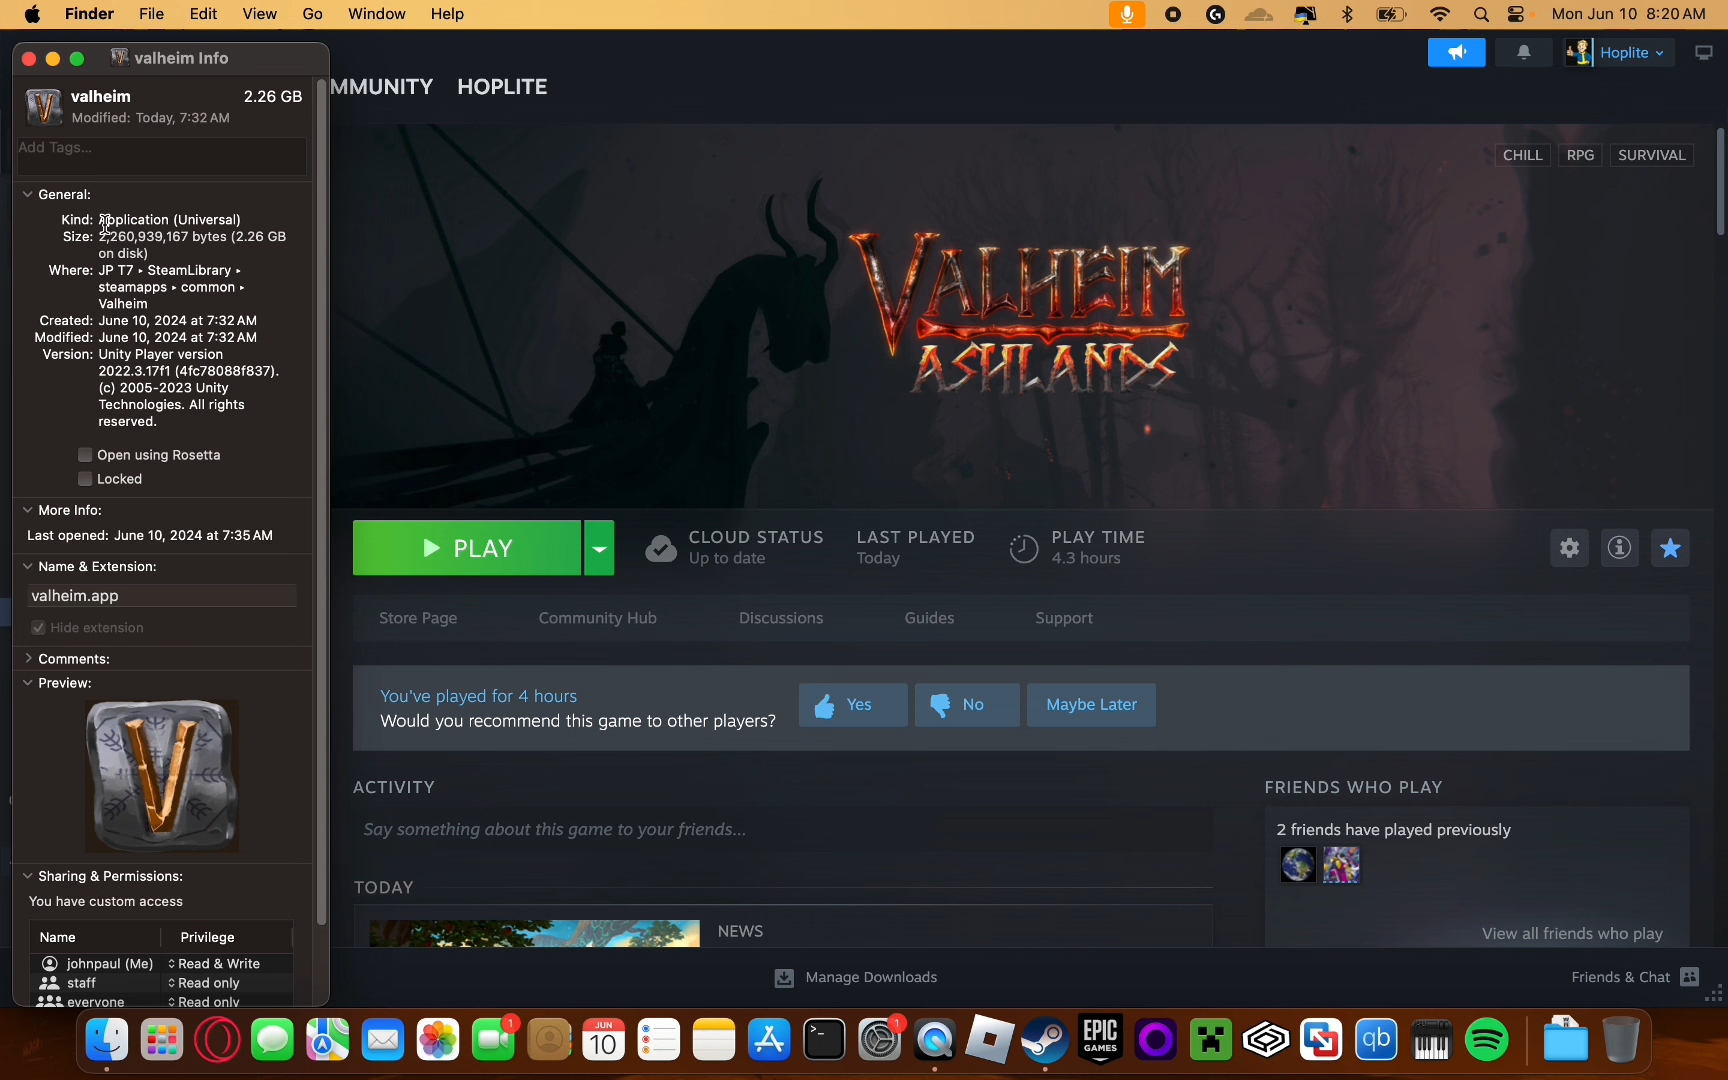 Finder File Edit View Go Window Help Mon Jun 10 8:20 AM
valheim Info
valheim 2.26 GB
Modified: Today, 7:32 AM
Add Tags...
General:
Kind: Application (Universal)
Size: 2,260,939,167 bytes (2.26 GB
on disk)
Where: JP T7 ▸ SteamLibrary ▸
steamapps ▸ common ▸
Valheim
Created: June 10, 2024 at 7:32 AM
Modified: June 10, 2024 at 7:32 AM
Version: Unity Player version
2022.3.17f1 (4fc78088f837).
(c) 2005-2023 Unity
Technologies. All rights
reserved.
Open using Rosetta
Locked
More Info:
Last opened: June 10, 2024 at 7:35 AM
Name & Extension:
valheim.app
Hide extension
Comments:
Preview:
Sharing & Permissions:
You have custom access
Name Privilege
johnpaul (Me) Read & Write
staff Read only
everyone Read only
Hoplite
MMUNITY HOPLITE
CHILL RPG SURVIVAL
VALHEIM
ASHLANDS
PLAY
CLOUD STATUS
Up to date
LAST PLAYED
Today
PLAY TIME
4.3 hours
Store Page Community Hub Discussions Guides Support
You've played for 4 hours
Would you recommend this game to other players?
Yes No Maybe Later
ACTIVITY
Say something about this game to your friends...
TODAY
NEWS
FRIENDS WHO PLAY
2 friends have played previously
View all friends who play
Manage Downloads
Friends & Chat
1
JUN
10
>_
1
EPIC
GAMES
qb